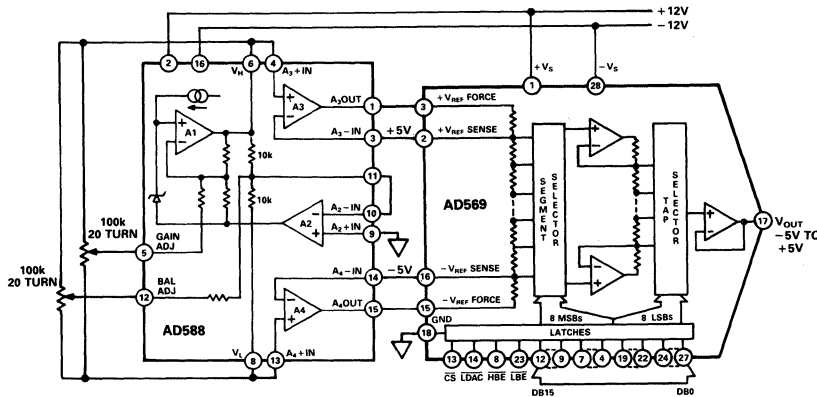 +12V
−12V
2
16
6
4
VH
A3+IN
+VS
−VS
1
28
A1
A3
A3OUT
1
3
+VREF FORCE
A3−IN
3
+5V
2
+VREF SENSE
10k
10k
11
A2
A2−IN
10
A2+IN
9
AD569
SEGMENT
SELECTOR
TAP
SELECTOR
17
VOUT
−5V TO
+5V
100k
20 TURN
5
GAIN
ADJ
100k
20 TURN
12
BAL
ADJ
A4−IN
14
−5V
16
−VREF SENSE
A4
A4OUT
15
15
−VREF FORCE
GND
18
8 MSBs
8 LSBs
LATCHES
AD588
VL
8
13
A4+IN
13
14
8
23
12
9
7
4
19
22
24
27
CS
LDAC
HBE
LBE
DB15
DB0